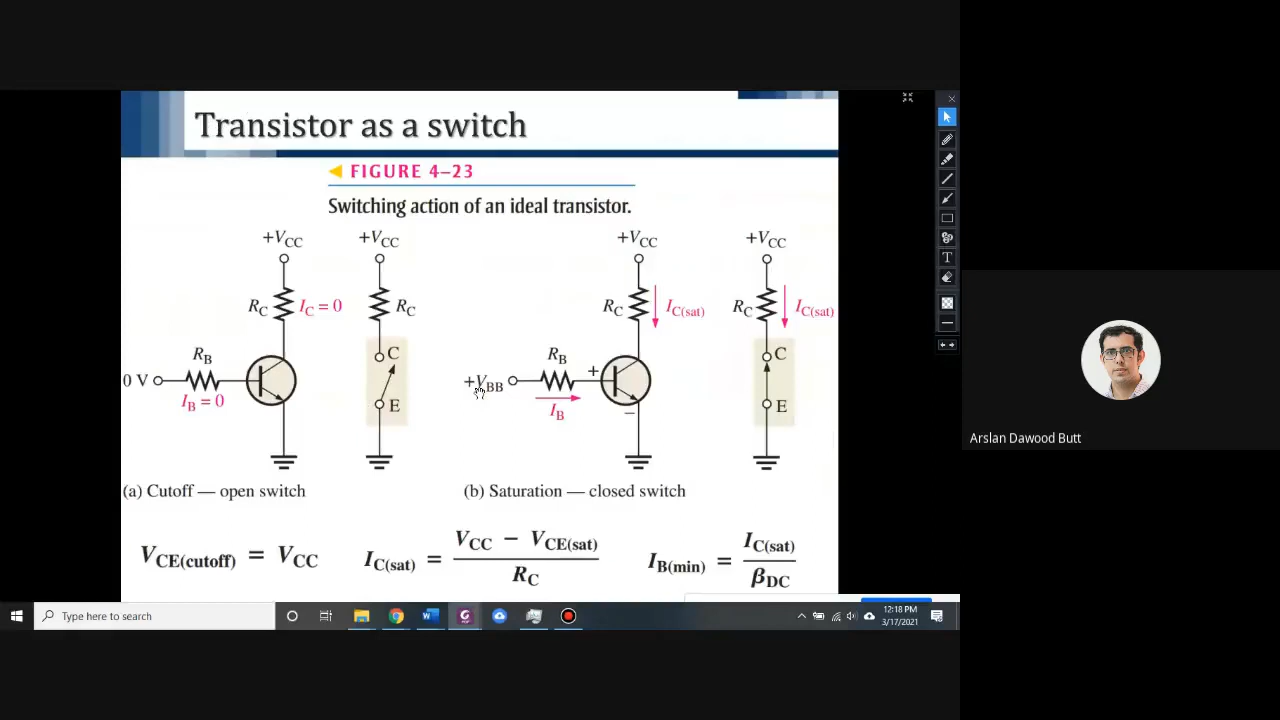 Transistor as a switch
FIGURE 4–23
Switching action of an ideal transistor.
+VCC
+VCC
+VCC
+VCC
RC
IC = 0
RC
RC
IC(sat)
RC
IC(sat)
RB
C
RB
+
C
0 V
+VBB
IB = 0
E
IB
–
E
(a) Cutoff — open switch
(b) Saturation — closed switch
VCE(cutoff) = VCC
IC(sat) = VCC − VCE(sat) / RC
IB(min) = IC(sat) / βDC
T
Arslan Dawood Butt
Type here to search
12:18 PM
3/17/2021